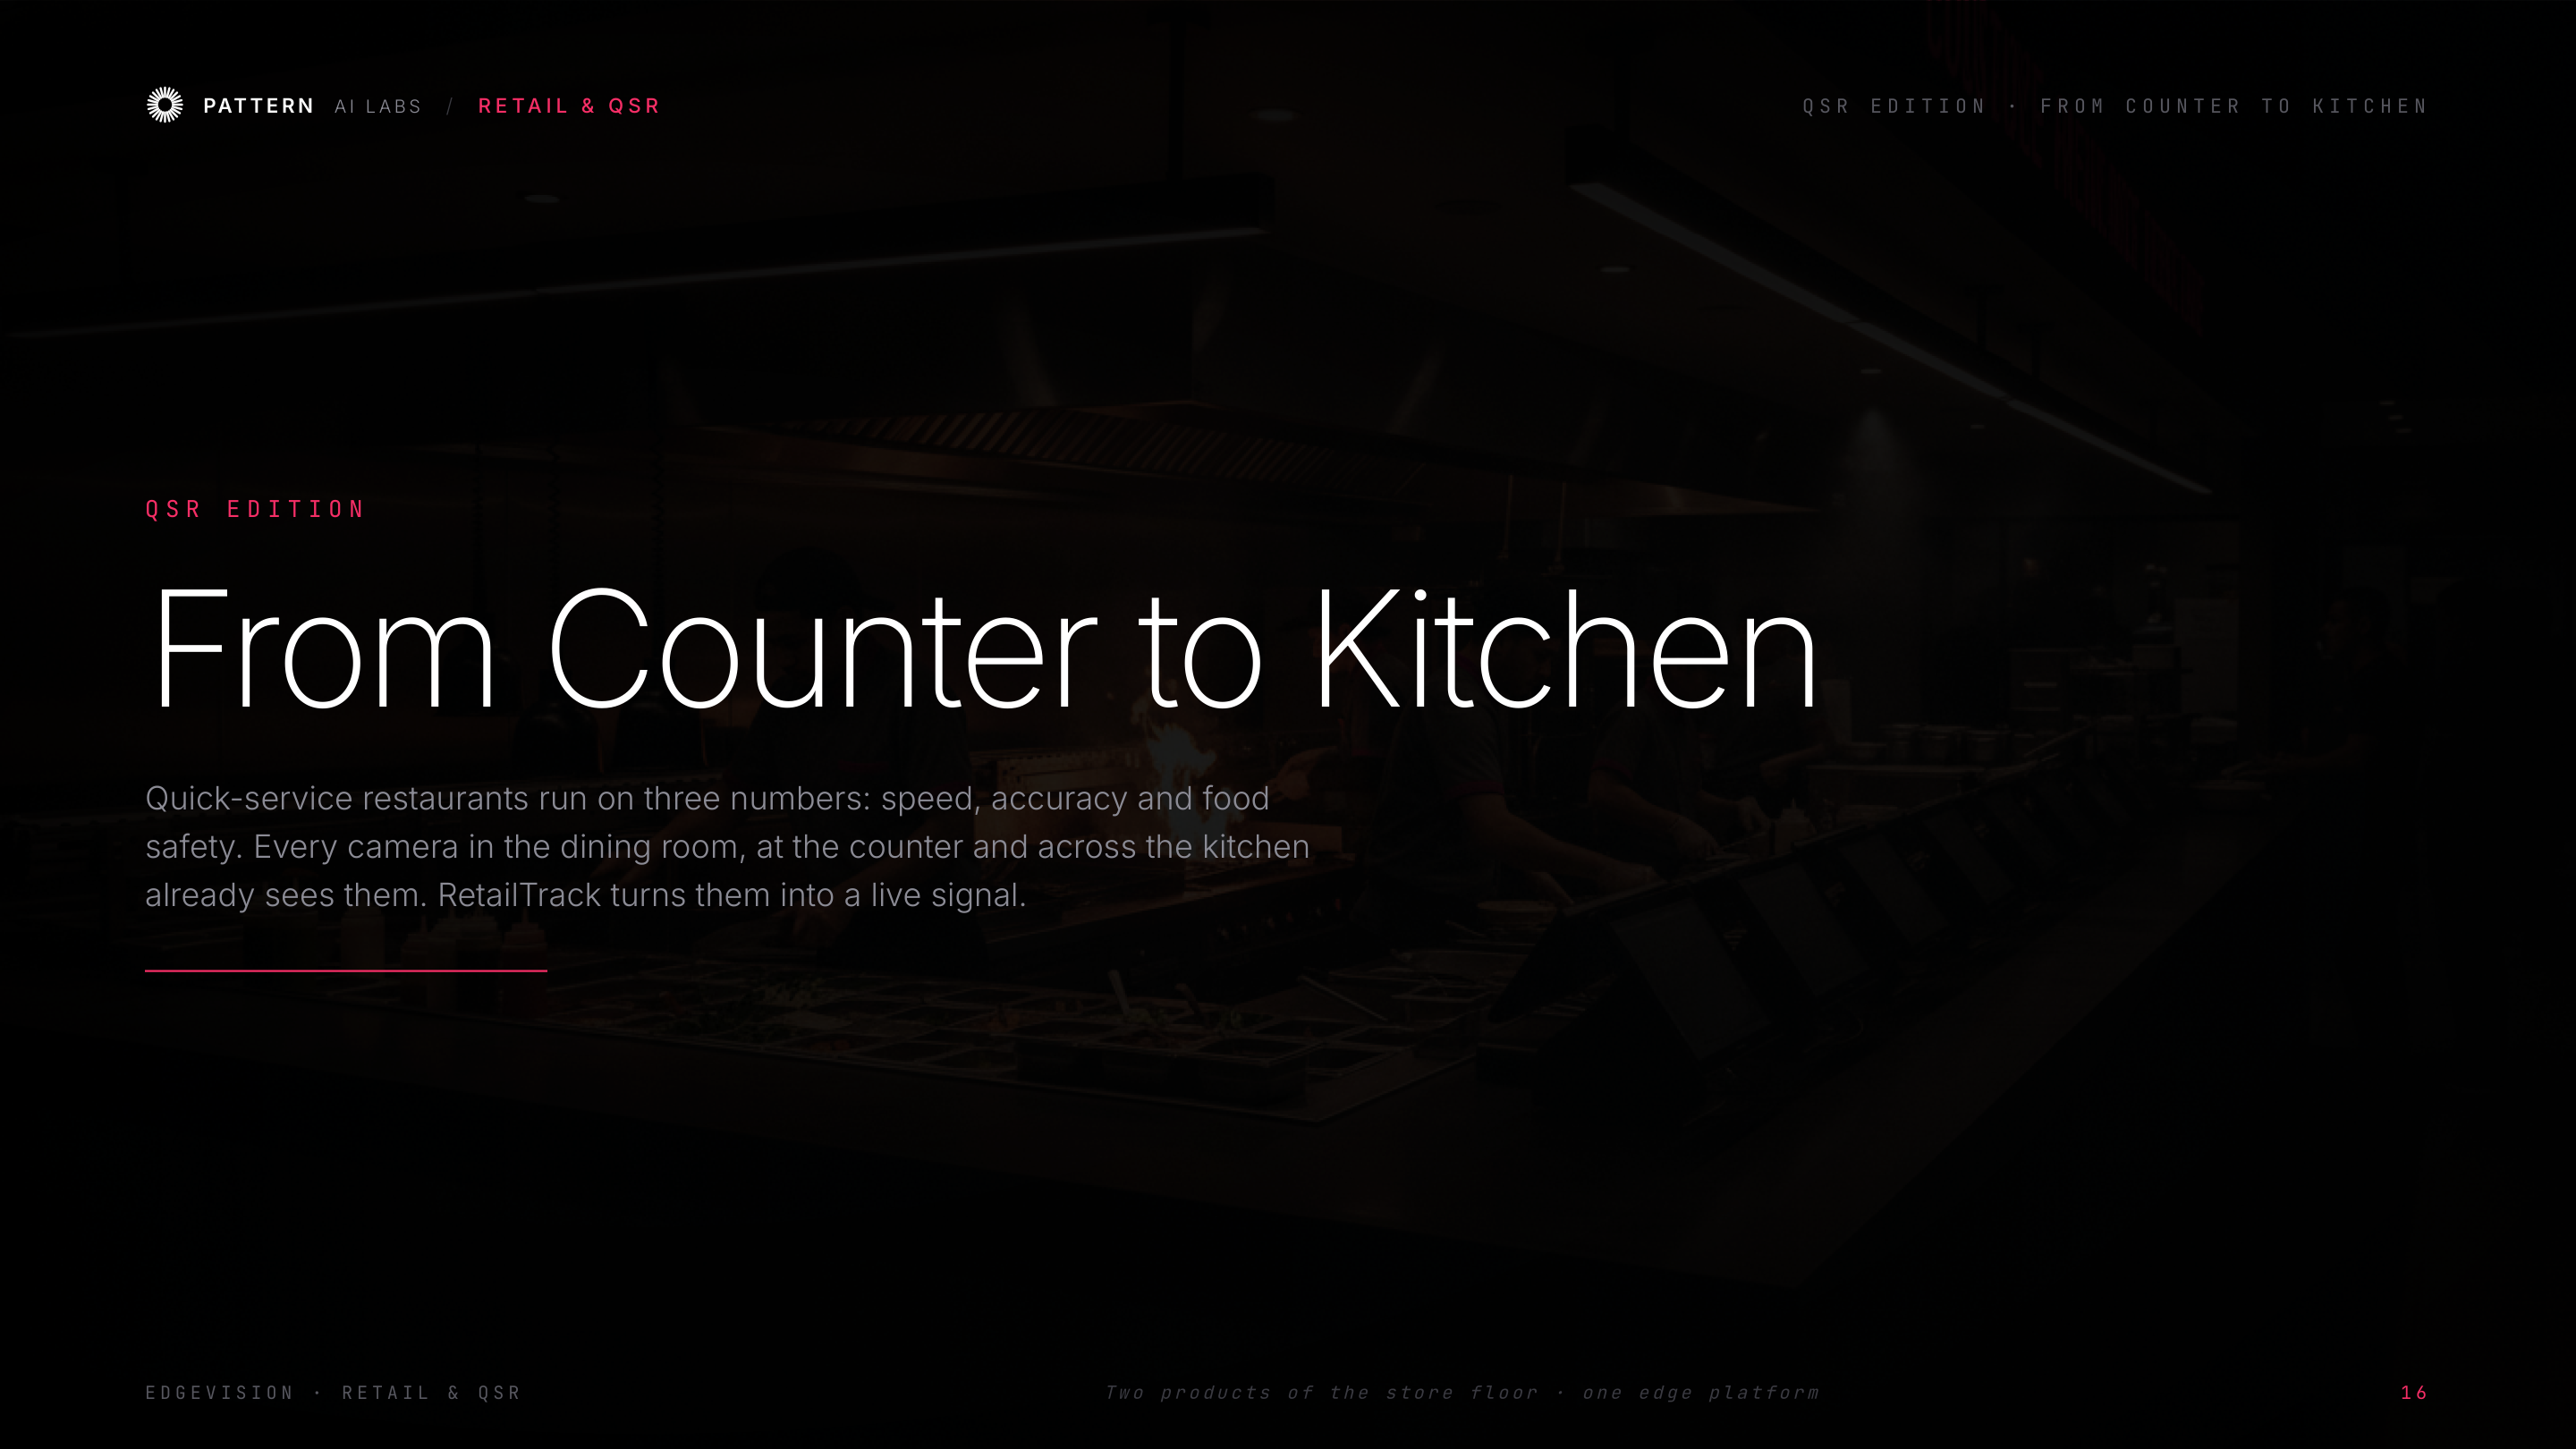 PATTERN AI LABS / RETAIL & QSR
QSR EDITION · FROM COUNTER TO KITCHEN
QSR EDITION
From Counter to Kitchen
Quick-service restaurants run on three numbers: speed, accuracy and food
safety. Every camera in the dining room, at the counter and across the kitchen
already sees them. RetailTrack turns them into a live signal.
EDGEVISION · RETAIL & QSR
Two products of the store floor · one edge platform
16